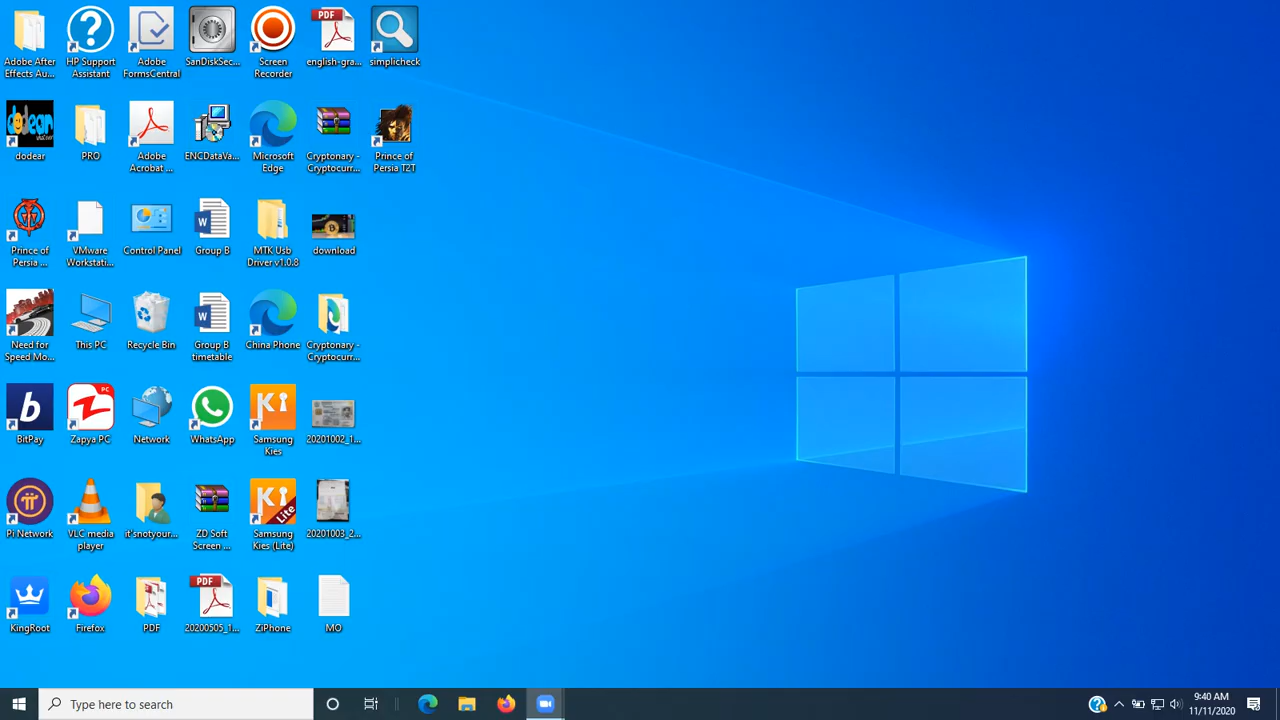 Adobe After
Effects Au...
HP Support
Assistant
Adobe
FormsCentral
SanDiskSec...
Screen
Recorder
PDF
english-gra...
simplicheck
dodear
dodear
PRO
Adobe
Acrobat ...
ENCDataVa...
Microsoft
Edge
Cryptonary -
Cryptocurr...
Prince of
Persia T2T
Prince of
Persia ...
VMware
Workstati...
Control Panel
W
Group B
MTK Usb
Driver v1.0.8
download
Need for
Speed Mo...
This PC
Recycle Bin
W
Group B
timetable
China Phone
Cryptonary -
Cryptocurr...
b
BitPay
PC
Zapya PC
Network
WhatsApp
Ki
Samsung
Kies
20201002_1...
Pi Network
VLC media
player
it'snotyour...
ZD Soft
Screen ...
Ki
Lite
Samsung
Kies (Lite)
20201003_2...
KingRoot
Firefox
PDF
PDF
20200505_1...
ZiPhone
MO
Type here to search
9:40 AM
11/11/2020